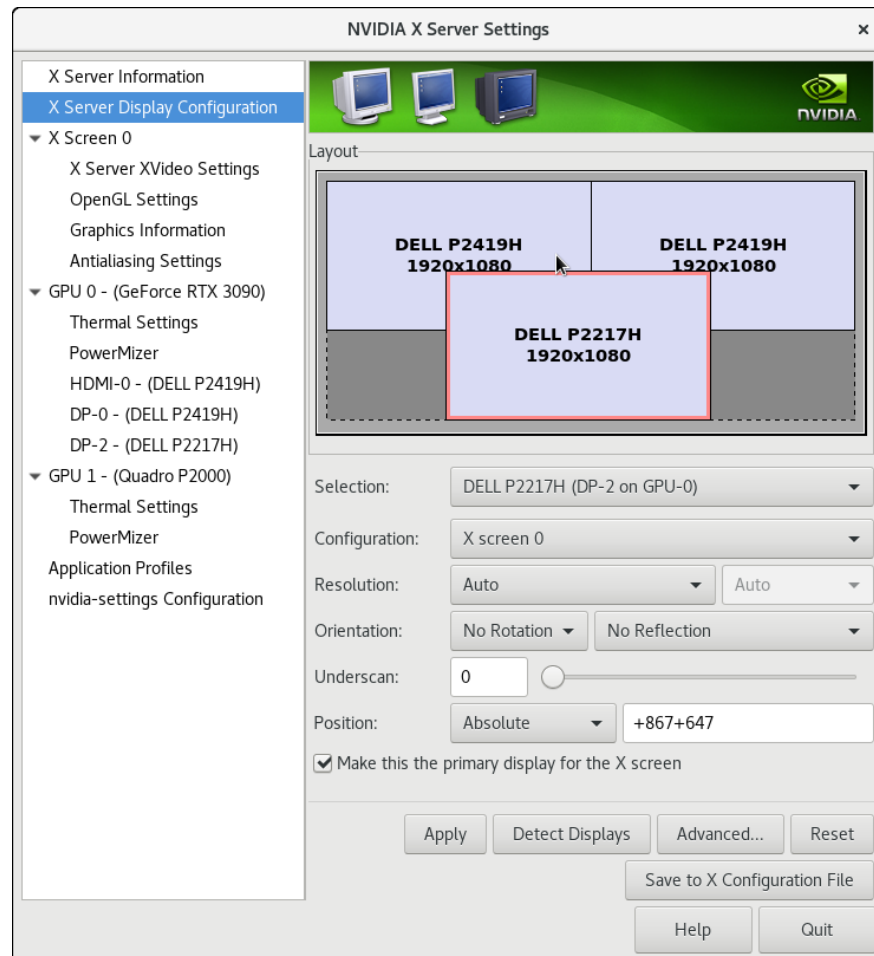 NVIDIA X Server Settings ×
X Server Information
X Server Display Configuration
X Screen 0
X Server XVideo Settings
OpenGL Settings
Graphics Information
Antialiasing Settings
GPU 0 - (GeForce RTX 3090)
Thermal Settings
PowerMizer
HDMI-0 - (DELL P2419H)
DP-0 - (DELL P2419H)
DP-2 - (DELL P2217H)
GPU 1 - (Quadro P2000)
Thermal Settings
PowerMizer
Application Profiles
nvidia-settings Configuration
NVIDIA
Layout
DELL P2419H
1920x1080
DELL P2419H
1920x1080
DELL P2217H
1920x1080
Selection: DELL P2217H (DP-2 on GPU-0)
Configuration: X screen 0
Resolution: Auto Auto
Orientation: No Rotation No Reflection
Underscan: 0
Position: Absolute +867+647
Make this the primary display for the X screen
Apply Detect Displays Advanced... Reset
Save to X Configuration File
Help Quit